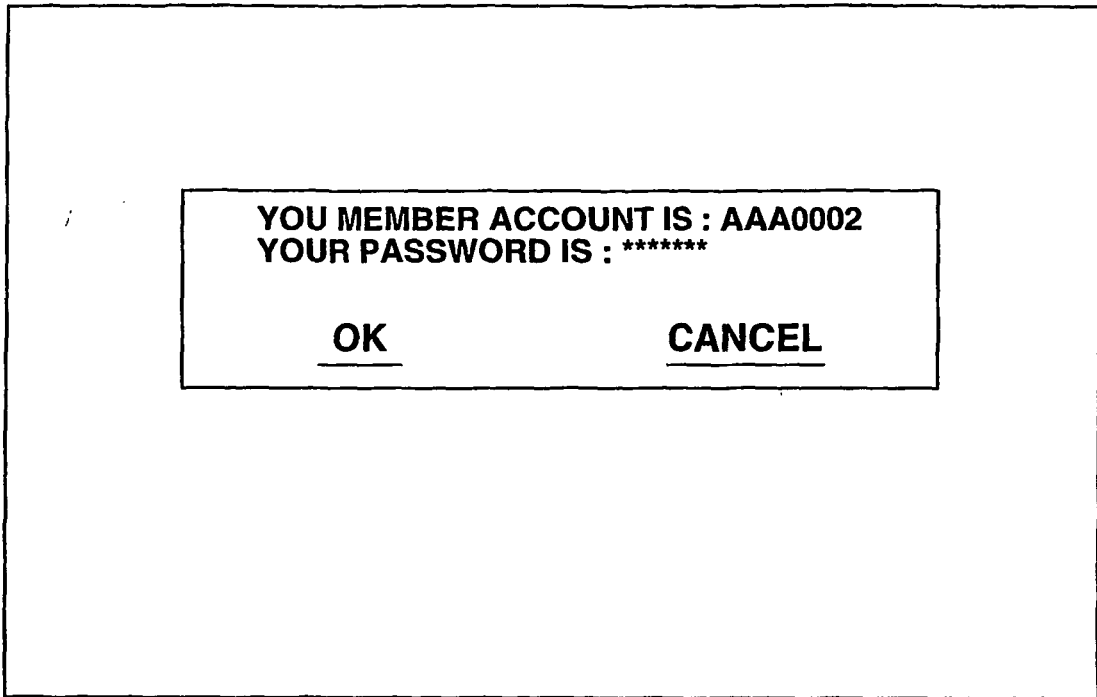 YOU MEMBER ACCOUNT IS : AAA0002
YOUR PASSWORD IS : *******
OK CANCEL